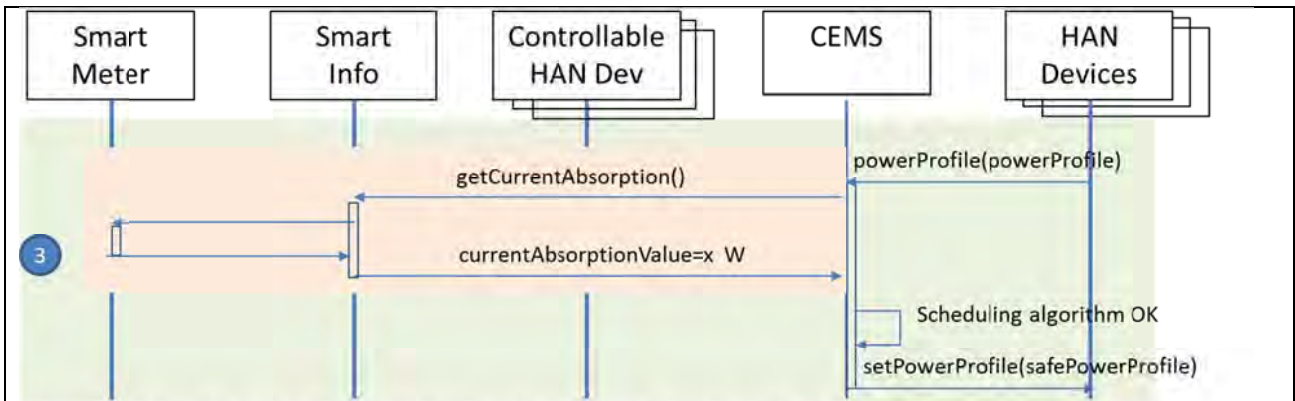 Smart
Meter
Smart
Info
Controllable
HAN Dev
CEMS
HAN
Devices
powerProfile(powerProfile)
getCurrentAbsorption()
3
currentAbsorptionValue=x W
Scheduling algorithm OK
setPowerProfile(safePowerProfile)